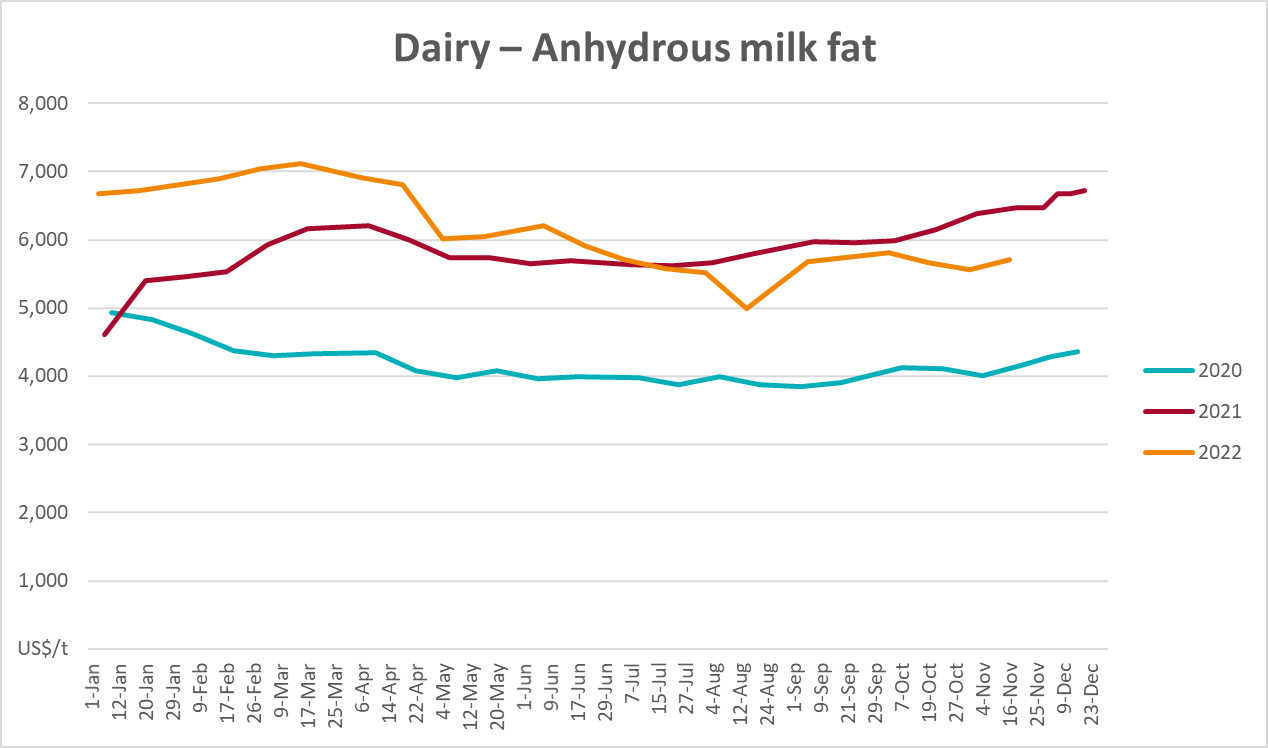 Dairy – Anhydrous milk fat
8,000
7,000
6,000
5,000
4,000
3,000
2,000
1,000
US$/t
1-Jan
12-Jan
20-Jan
29-Jan
9-Feb
17-Feb
26-Feb
9-Mar
17-Mar
25-Mar
6-Apr
14-Apr
22-Apr
4-May
12-May
20-May
1-Jun
9-Jun
17-Jun
29-Jun
7-Jul
15-Jul
27-Jul
4-Aug
12-Aug
24-Aug
1-Sep
9-Sep
21-Sep
29-Sep
7-Oct
19-Oct
27-Oct
4-Nov
16-Nov
25-Nov
9-Dec
23-Dec
2020
2021
2022